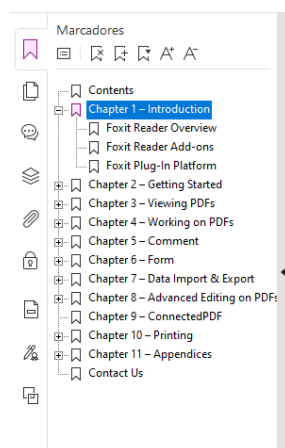 Marcadores
A+ A-
Contents
Chapter 1 – Introduction
Foxit Reader Overview
Foxit Reader Add-ons
Foxit Plug-In Platform
Chapter 2 – Getting Started
Chapter 3 – Viewing PDFs
Chapter 4 – Working on PDFs
Chapter 5 – Comment
Chapter 6 – Form
Chapter 7 – Data Import & Export
Chapter 8 – Advanced Editing on PDFs
Chapter 9 – ConnectedPDF
Chapter 10 – Printing
Chapter 11 – Appendices
Contact Us